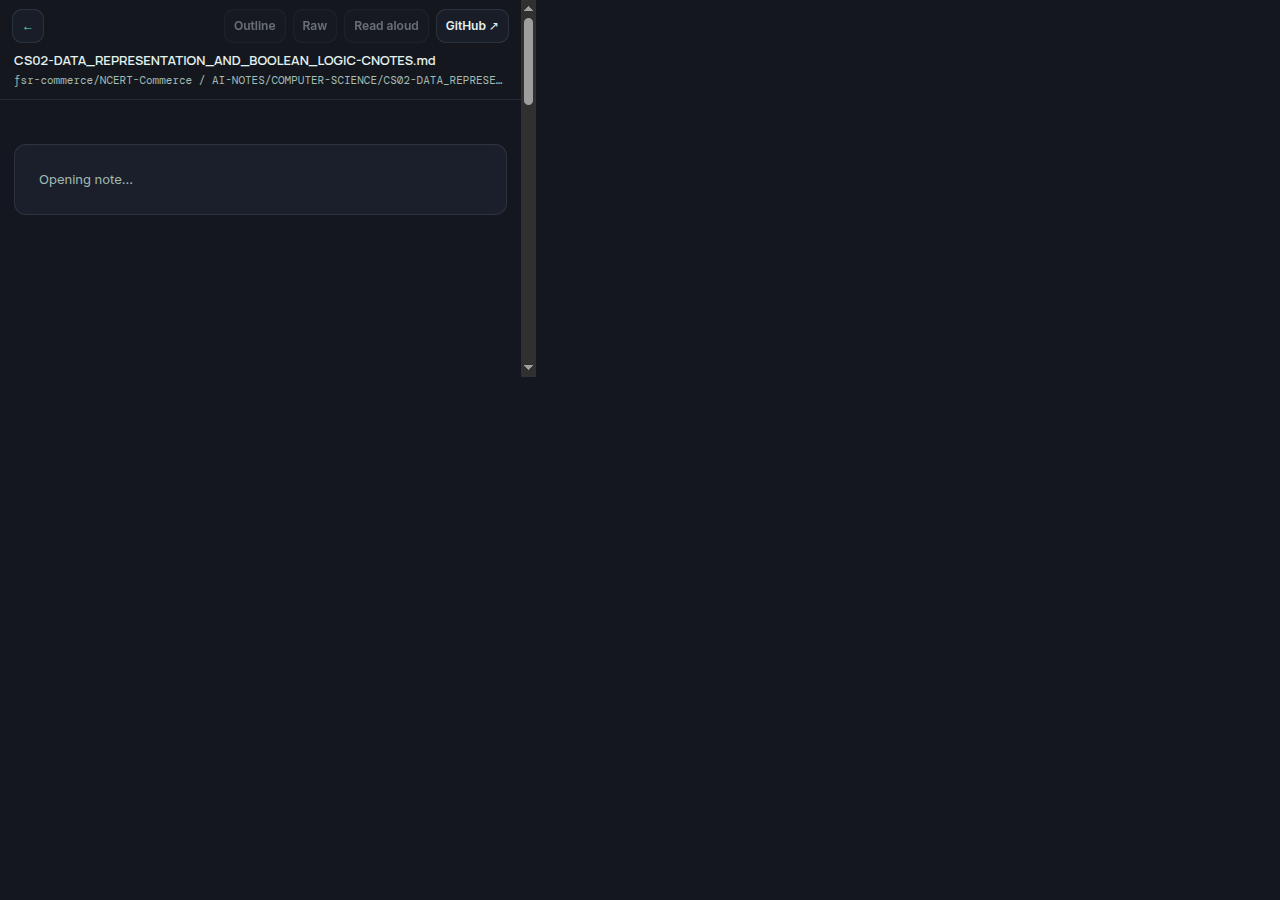 ←
Outline Raw Read aloud GitHub ↗
CS02-DATA_REPRESENTATION_AND_BOOLEAN_LOGIC-CNOTES.md
ƒsr-commerce/NCERT-Commerce / AI-NOTES/COMPUTER-SCIENCE/CS02-DATA_REPRESE…
Opening note...